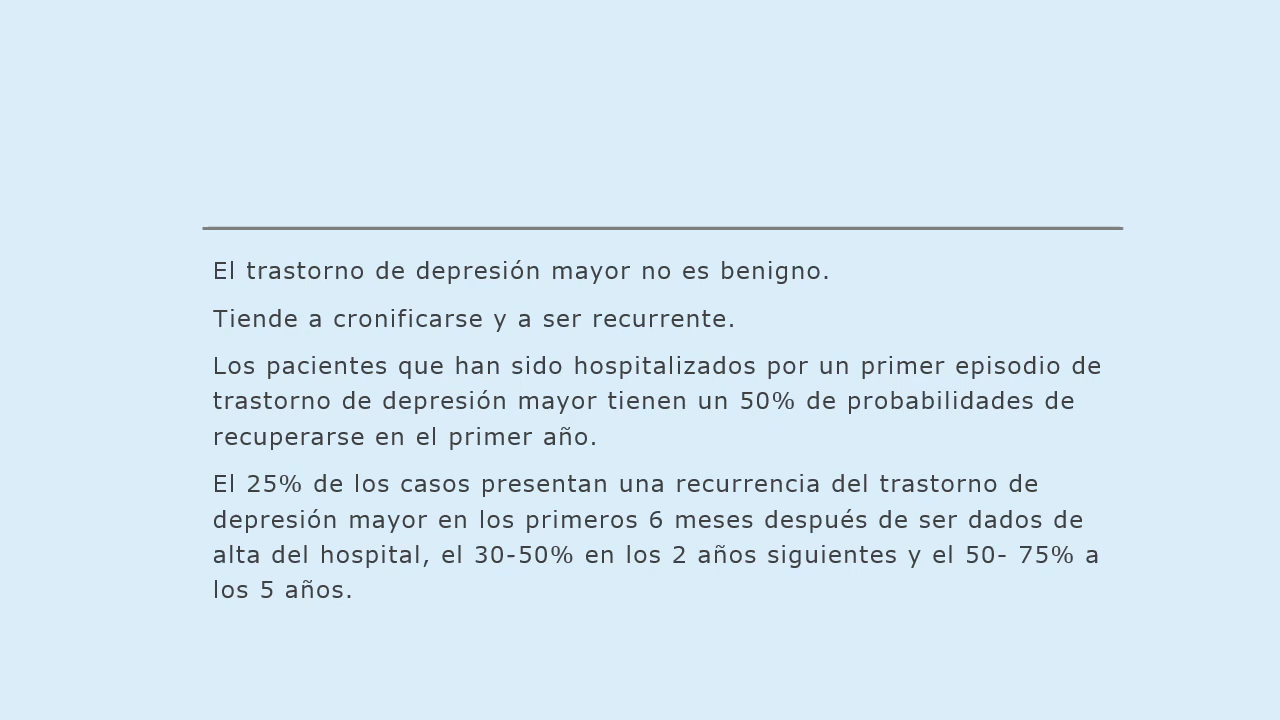 El trastorno de depresión mayor no es benigno.
Tiende a cronificarse y a ser recurrente.
Los pacientes que han sido hospitalizados por un primer episodio de
trastorno de depresión mayor tienen un 50% de probabilidades de
recuperarse en el primer año.
El 25% de los casos presentan una recurrencia del trastorno de
depresión mayor en los primeros 6 meses después de ser dados de
alta del hospital, el 30-50% en los 2 años siguientes y el 50- 75% a
los 5 años.